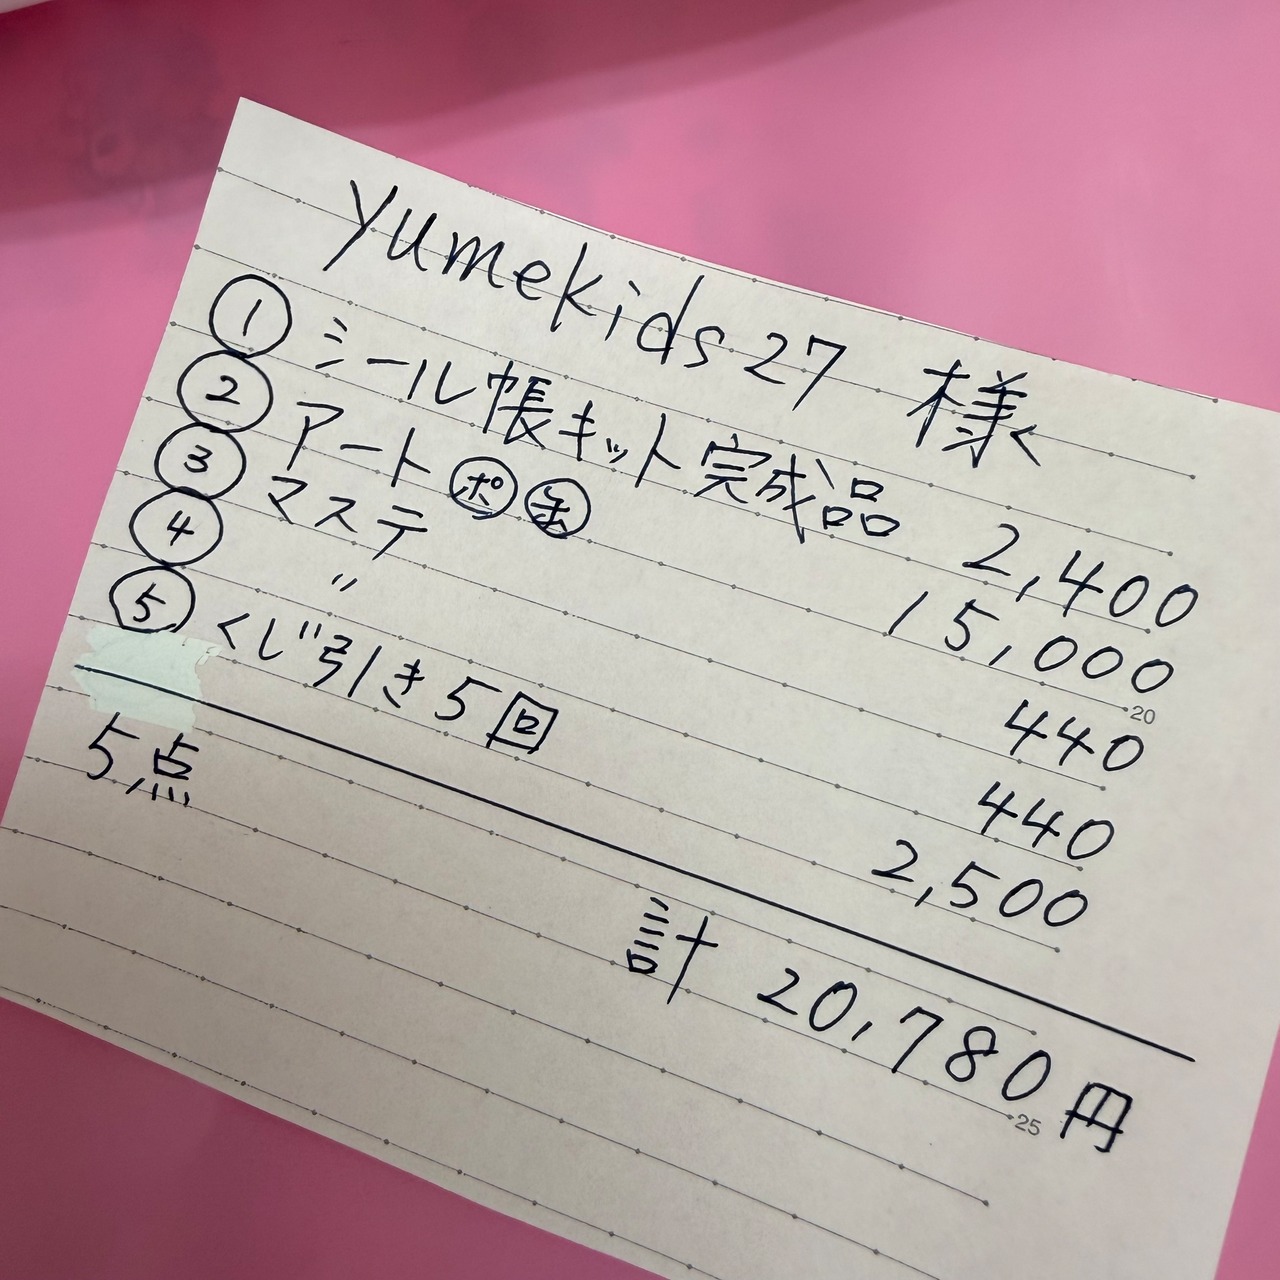 yumekids27 様
① シール帳キット完成品 2,400
② アート ㋭ 15,000
③ マステ 440
④ 〃 440
⑤ くじ引き5回 2,500
5点
計 20,780円
20
25